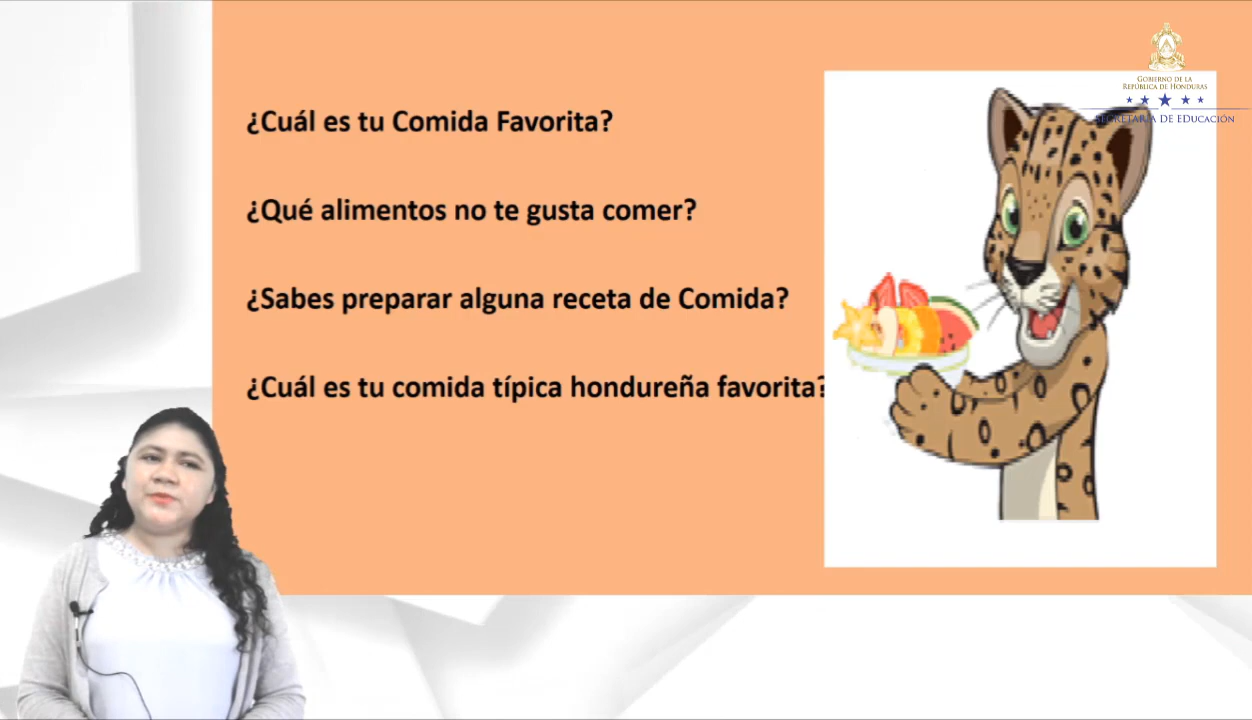 ¿Cuál es tu Comida Favorita?
¿Qué alimentos no te gusta comer?
¿Sabes preparar alguna receta de Comida?
¿Cuál es tu comida típica hondureña favorita?
GOBIERNO DE LA
REPÚBLICA DE HONDURAS
SECRETARÍA DE EDUCACIÓN